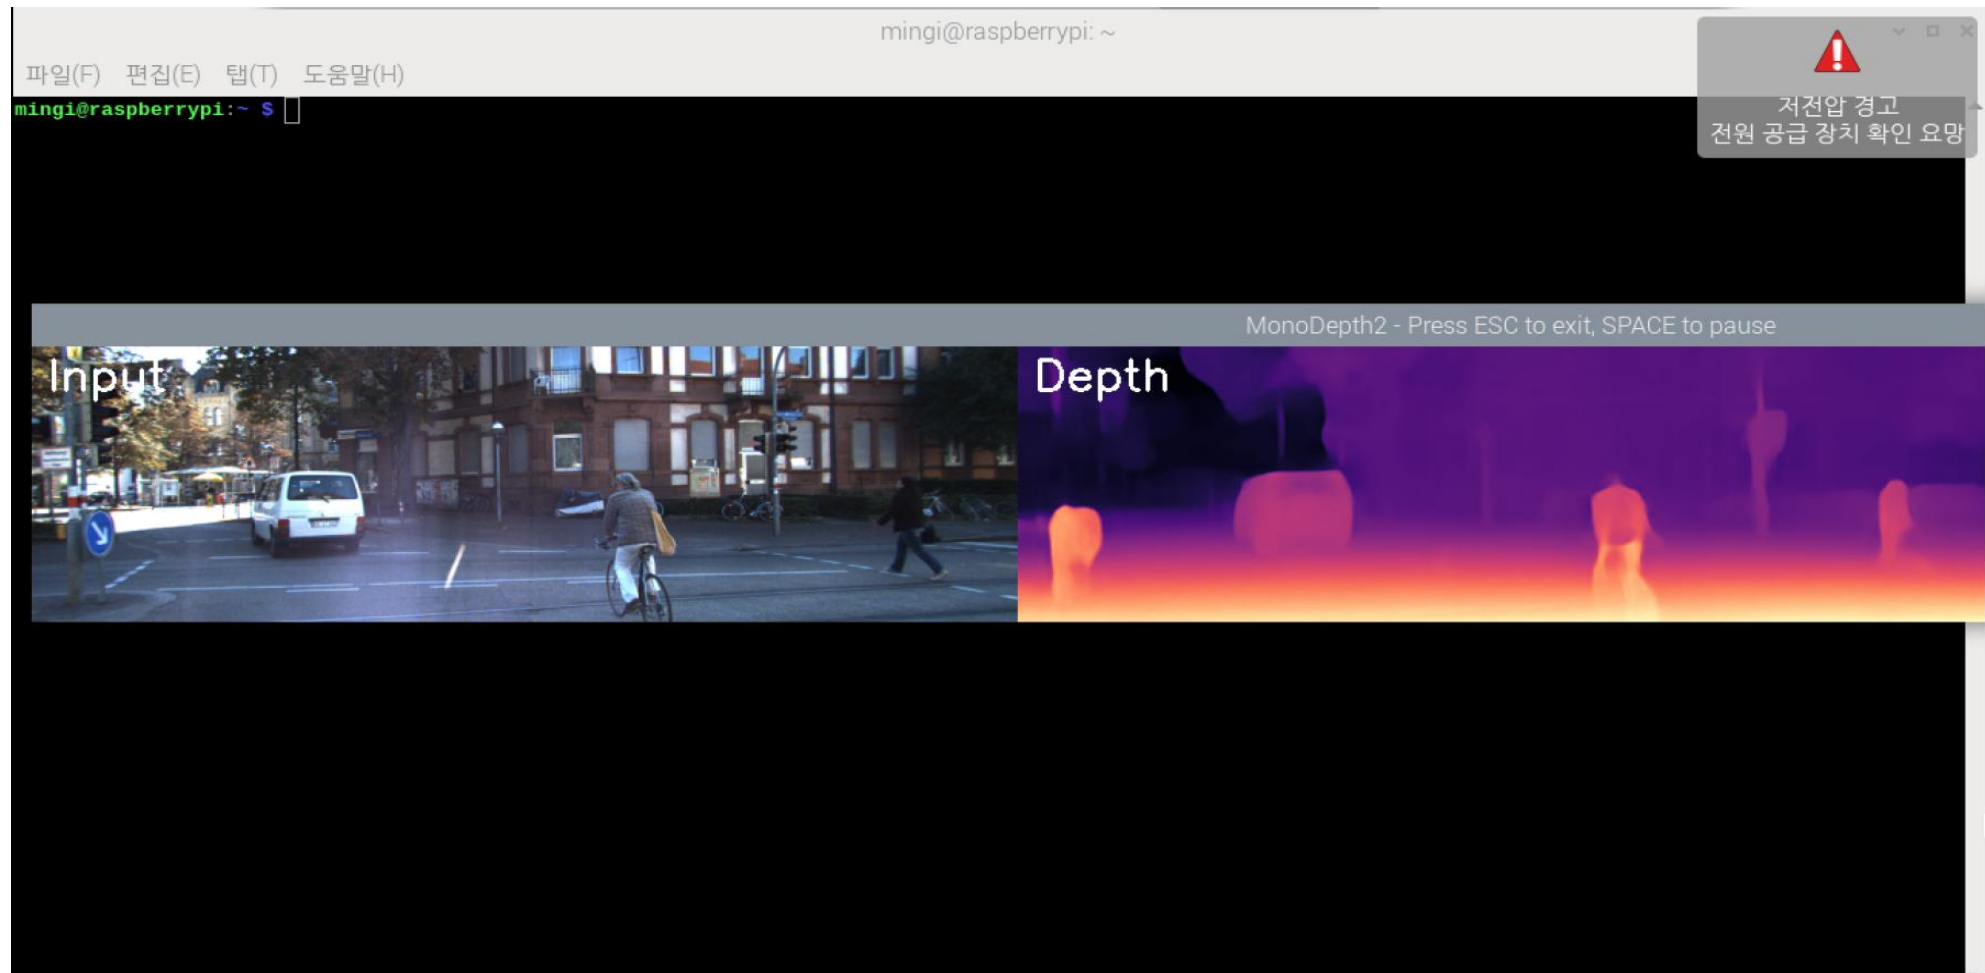 mingi@raspberrypi: ~
파일(F) 편집(E) 탭(T) 도움말(H)
mingi@raspberrypi:~ $
저전압 경고
전원 공급 장치 확인 요망
MonoDepth2 - Press ESC to exit, SPACE to pause
Input
Depth